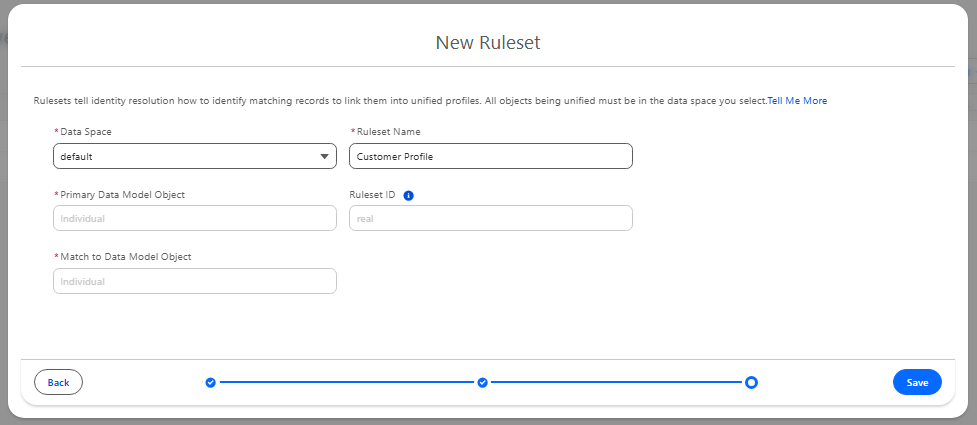 New Ruleset
Rulesets tell identity resolution how to identify matching records to link them into unified profiles. All objects being unified must be in the data space you select.Tell Me More
*Data Space
*Ruleset Name
default
Customer Profile
*Primary Data Model Object
Ruleset ID
Individual
real
*Match to Data Model Object
Individual
Back
Save